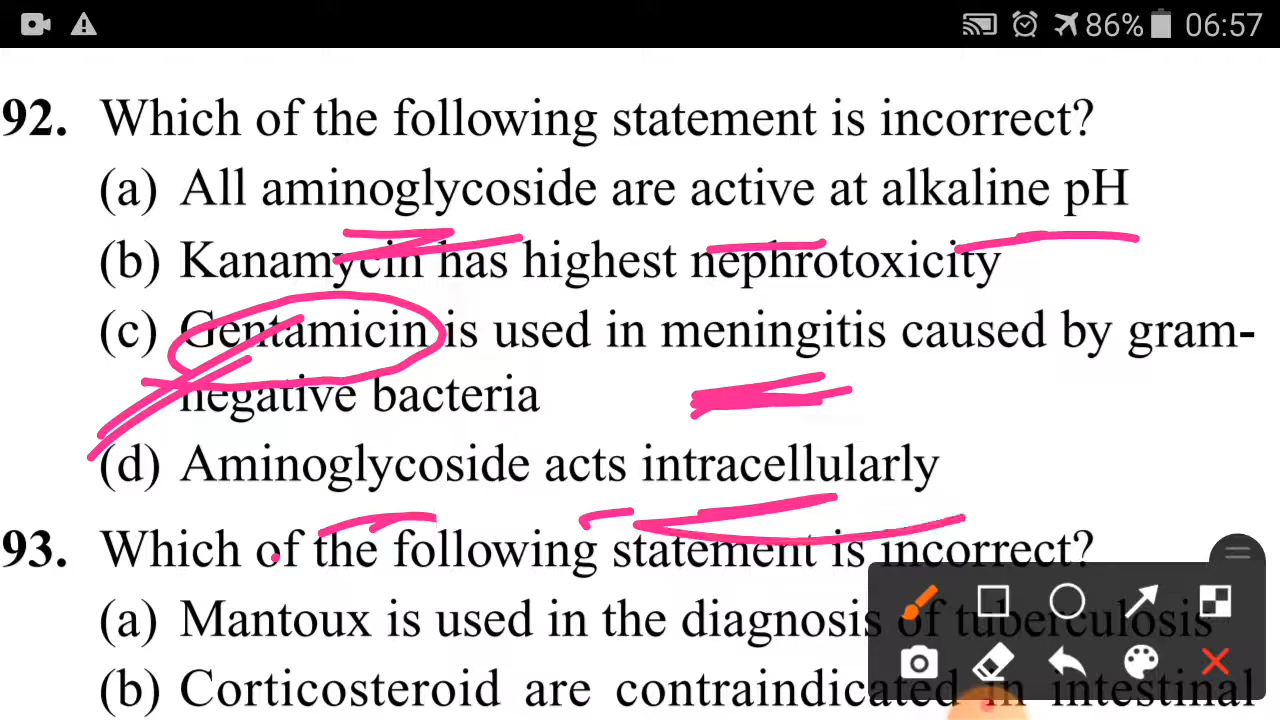 86% 06:57
92. Which of the following statement is incorrect?
(a) All aminoglycoside are active at alkaline pH
(b) Kanamycin has highest nephrotoxicity
(c) Gentamicin is used in meningitis caused by gram-
negative bacteria
(d) Aminoglycoside acts intracellularly
93. Which of the following statement is incorrect?
(a) Mantoux is used in the diagnosis of tuberculosis
(b) Corticosteroid are contraindicated in intestinal